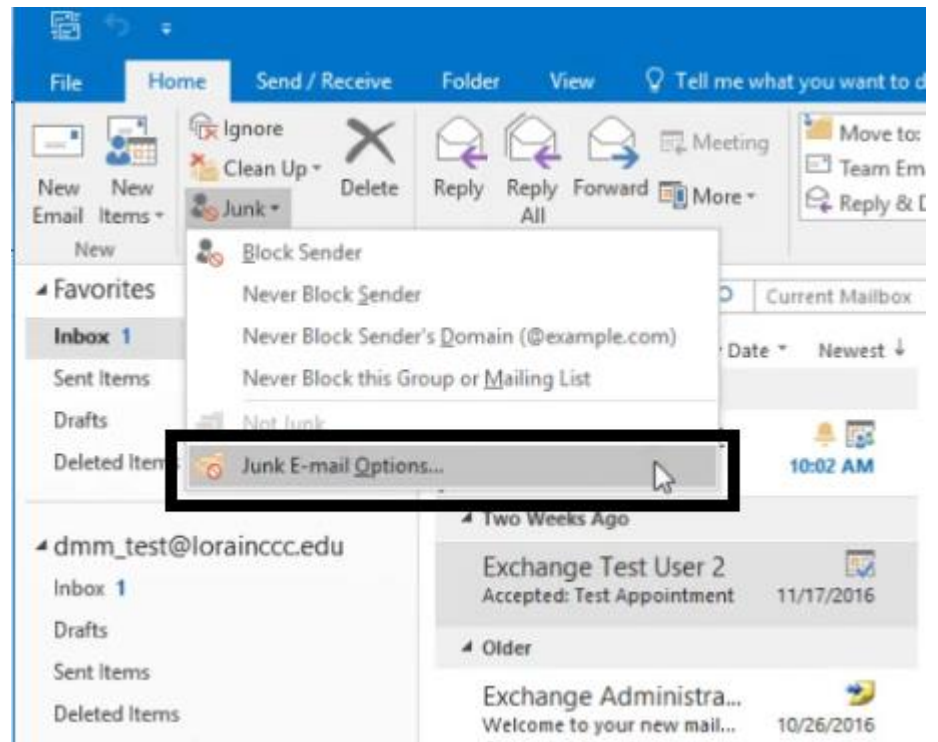 File Home Send / Receive Folder View Tell me what you want to d
Ignore
Clean Up
Junk
Delete
New Email
New Items
New
Reply
Reply All
Forward
Meeting
More
Move to:
Team Em
Reply & D
Block Sender
Never Block Sender
Never Block Sender's Domain (@example.com)
Never Block this Group or Mailing List
Not Junk
Junk E-mail Options...
Favorites
Inbox 1
Sent Items
Drafts
Deleted Item
dmm_test@lorainccc.edu
Inbox 1
Drafts
Sent Items
Deleted Items
Current Mailbox
Date Newest ↓
10:02 AM
Two Weeks Ago
Exchange Test User 2
Accepted: Test Appointment 11/17/2016
Older
Exchange Administra...
Welcome to your new mail... 10/26/2016